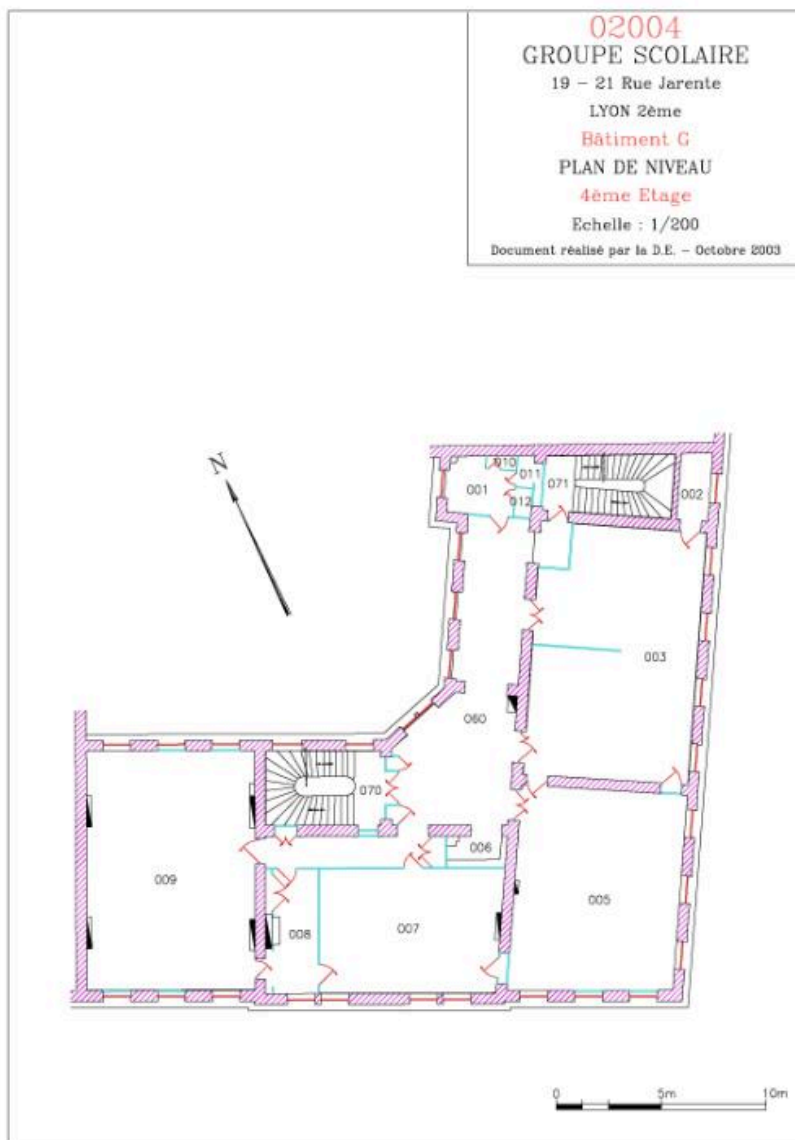 02004
GROUPE SCOLAIRE
19 - 21 Rue Jarente
LYON 2ème
Bâtiment G
PLAN DE NIVEAU
4ème Etage
Echelle : 1/200
Document réalisé par la D.E. - Octobre 2003
N
010
011
001
071
002
012
003
060
070
006
009
005
008
007
0
5m
10m